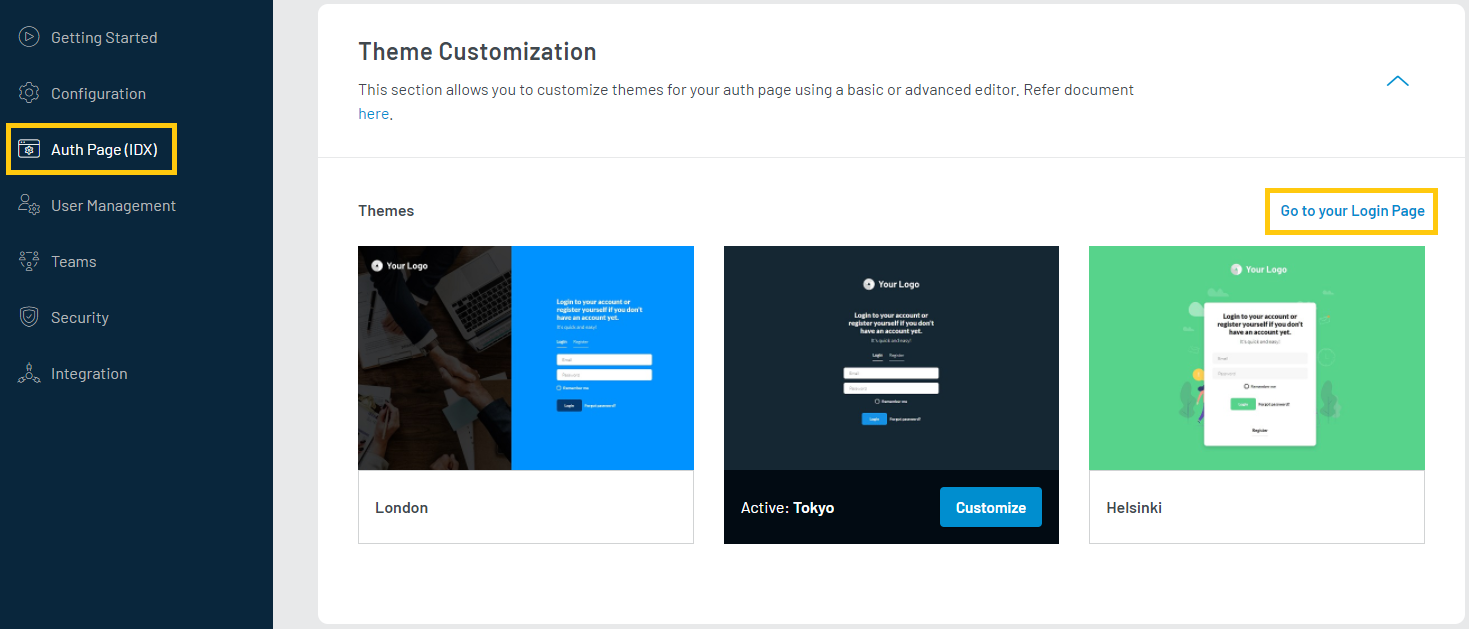 Getting Started
Configuration
Auth Page (IDX)
User Management
Teams
Security
Integration
Theme Customization
This section allows you to customize themes for your auth page using a basic or advanced editor. Refer document
here.
Themes
Go to your Login Page
Your Logo
Login to your account or
register yourself if you don't
have an account yet.
It's quick and easy!
Login Register
Email
Password
Remember me
Login Forgot password?
London
Your Logo
Login to your account or
register yourself if you don't
have an account yet.
It's quick and easy!
Login Register
Email
Password
Remember me
Login Forgot password?
Active: Tokyo
Customize
Your Logo
Login to your account or
register yourself if you don't
have an account yet.
It's quick and easy!
Email
Password
Remember me
Login Forgot password?
Register
Helsinki